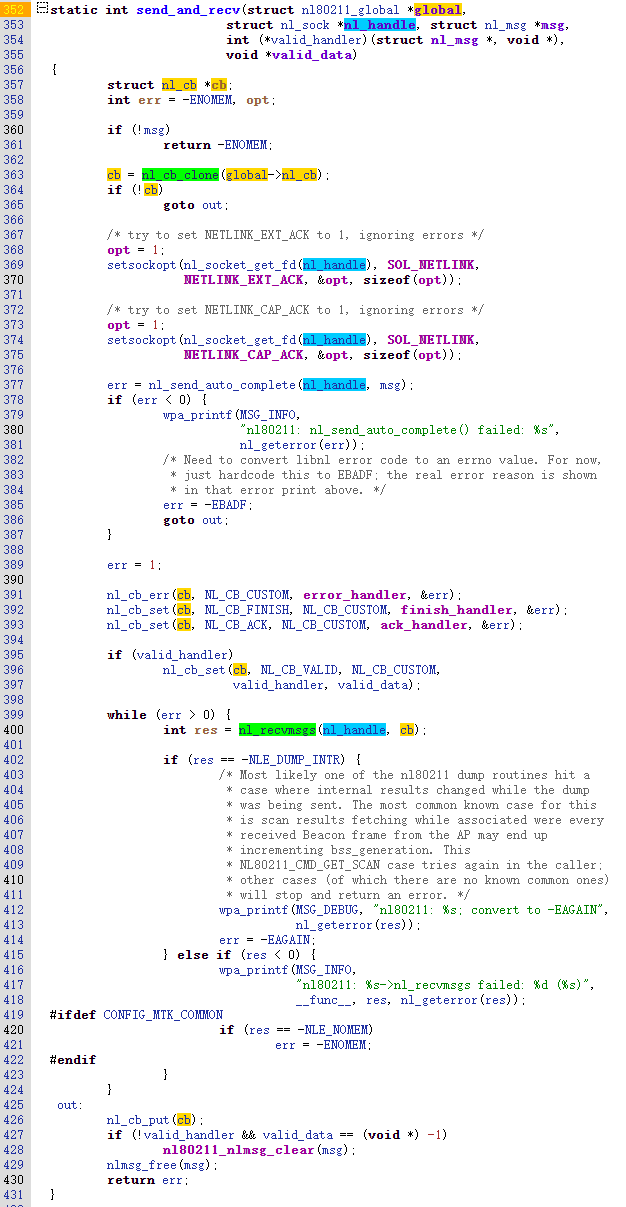 352 static int send_and_recv(struct nl80211_global *global,
353 struct nl_sock *nl_handle, struct nl_msg *msg,
354 int (*valid_handler)(struct nl_msg *, void *),
355 void *valid_data)
356 {
357 struct nl_cb *cb;
358 int err = -ENOMEM, opt;
359
360 if (!msg)
361 return -ENOMEM;
362
363 cb = nl_cb_clone(global->nl_cb);
364 if (!cb)
365 goto out;
366
367 /* try to set NETLINK_EXT_ACK to 1, ignoring errors */
368 opt = 1;
369 setsockopt(nl_socket_get_fd(nl_handle), SOL_NETLINK,
370 NETLINK_EXT_ACK, &opt, sizeof(opt));
371
372 /* try to set NETLINK_CAP_ACK to 1, ignoring errors */
373 opt = 1;
374 setsockopt(nl_socket_get_fd(nl_handle), SOL_NETLINK,
375 NETLINK_CAP_ACK, &opt, sizeof(opt));
376
377 err = nl_send_auto_complete(nl_handle, msg);
378 if (err < 0) {
379 wpa_printf(MSG_INFO,
380 "nl80211: nl_send_auto_complete() failed: %s",
381 nl_geterror(err));
382 /* Need to convert libnl error code to an errno value. For now,
383 * just hardcode this to EBADF; the real error reason is shown
384 * in that error print above. */
385 err = -EBADF;
386 goto out;
387 }
388
389 err = 1;
390
391 nl_cb_err(cb, NL_CB_CUSTOM, error_handler, &err);
392 nl_cb_set(cb, NL_CB_FINISH, NL_CB_CUSTOM, finish_handler, &err);
393 nl_cb_set(cb, NL_CB_ACK, NL_CB_CUSTOM, ack_handler, &err);
394
395 if (valid_handler)
396 nl_cb_set(cb, NL_CB_VALID, NL_CB_CUSTOM,
397 valid_handler, valid_data);
398
399 while (err > 0) {
400 int res = nl_recvmsgs(nl_handle, cb);
401
402 if (res == -NLE_DUMP_INTR) {
403 /* Most likely one of the nl80211 dump routines hit a
404 * case where internal results changed while the dump
405 * was being sent. The most common known case for this
406 * is scan results fetching while associated were every
407 * received Beacon frame from the AP may end up
408 * incrementing bss_generation. This
409 * NL80211_CMD_GET_SCAN case tries again in the caller;
410 * other cases (of which there are no known common ones)
411 * will stop and return an error. */
412 wpa_printf(MSG_DEBUG, "nl80211: %s; convert to -EAGAIN",
413 nl_geterror(res));
414 err = -EAGAIN;
415 } else if (res < 0) {
416 wpa_printf(MSG_INFO,
417 "nl80211: %s->nl_recvmsgs failed: %d (%s)",
418 __func__, res, nl_geterror(res));
419 #ifdef CONFIG_MTK_COMMON
420 if (res == -NLE_NOMEM)
421 err = -ENOMEM;
422 #endif
423 }
424 }
425 out:
426 nl_cb_put(cb);
427 if (!valid_handler && valid_data == (void *) -1)
428 nl80211_nlmsg_clear(msg);
429 nlmsg_free(msg);
430 return err;
431 }